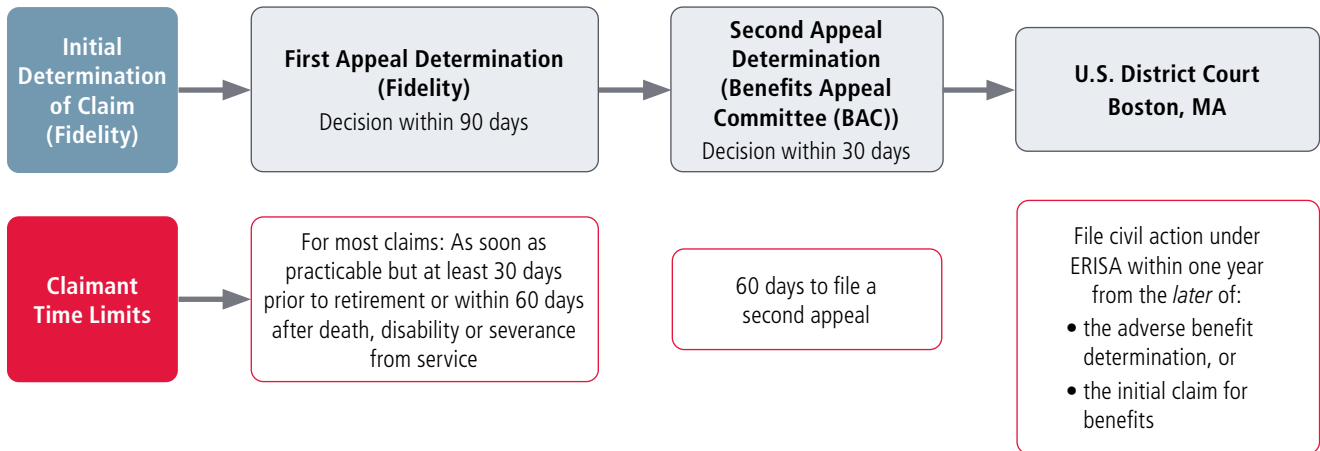 Initial
Determination
of Claim
(Fidelity)
First Appeal Determination
(Fidelity)
Decision within 90 days
Second Appeal
Determination
(Benefits Appeal
Committee (BAC))
Decision within 30 days
U.S. District Court
Boston, MA
Claimant
Time Limits
For most claims: As soon as
practicable but at least 30 days
prior to retirement or within 60 days
after death, disability or severance
from service
60 days to file a
second appeal
File civil action under
ERISA within one year
from the later of:
• the adverse benefit
determination, or
• the initial claim for
benefits